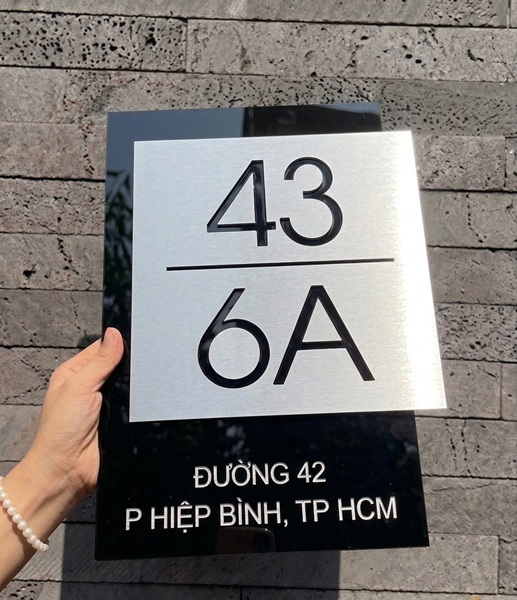 43
6A
ĐƯỜNG 42
P HIỆP BÌNH, TP HCM